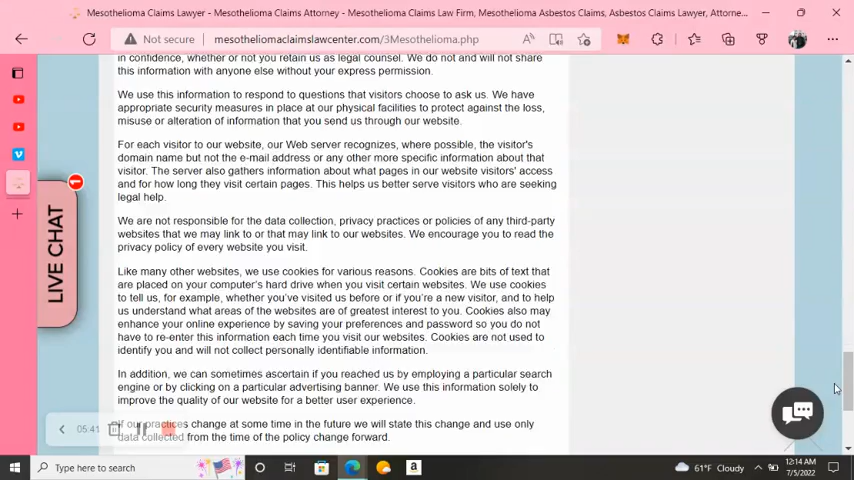 Mesothelioma Claims Lawyer - Mesothelioma Claims Attorney - Mesothelioma Claims Law Firm, Mesothelioma Asbestos Claims, Asbestos Claims Lawyer, Attorne...
Not secure mesotheliomaclaimslawcenter.com/3Mesothelioma.php
in confidence, whether or not you retain us as legal counsel. We do not and will not share
this information with anyone else without your express permission.
We use this information to respond to questions that visitors choose to ask us. We have
appropriate security measures in place at our physical facilities to protect against the loss,
misuse or alteration of information that you send us through our website.
For each visitor to our website, our Web server recognizes, where possible, the visitor's
domain name but not the e-mail address or any other more specific information about that
visitor. The server also gathers information about what pages in our website visitors' access
and for how long they visit certain pages. This helps us better serve visitors who are seeking
legal help.
1
LIVE CHAT
We are not responsible for the data collection, privacy practices or policies of any third-party
websites that we may link to or that may link to our websites. We encourage you to read the
privacy policy of every website you visit.
Like many other websites, we use cookies for various reasons. Cookies are bits of text that
are placed on your computer's hard drive when you visit certain websites. We use cookies
to tell us, for example, whether you've visited us before or if you're a new visitor, and to help
us understand what areas of the websites are of greatest interest to you. Cookies also may
enhance your online experience by saving your preferences and password so you do not
have to re-enter this information each time you visit our websites. Cookies are not used to
identify you and will not collect personally identifiable information.
In addition, we can sometimes ascertain if you reached us by employing a particular search
engine or by clicking on a particular advertising banner. We use this information solely to
improve the quality of our website for a better user experience.
If our practices change at some time in the future we will state this change and use only
data collected from the time of the policy change forward.
05:41
Type here to search
61°F Cloudy
12:14 AM
7/5/2022